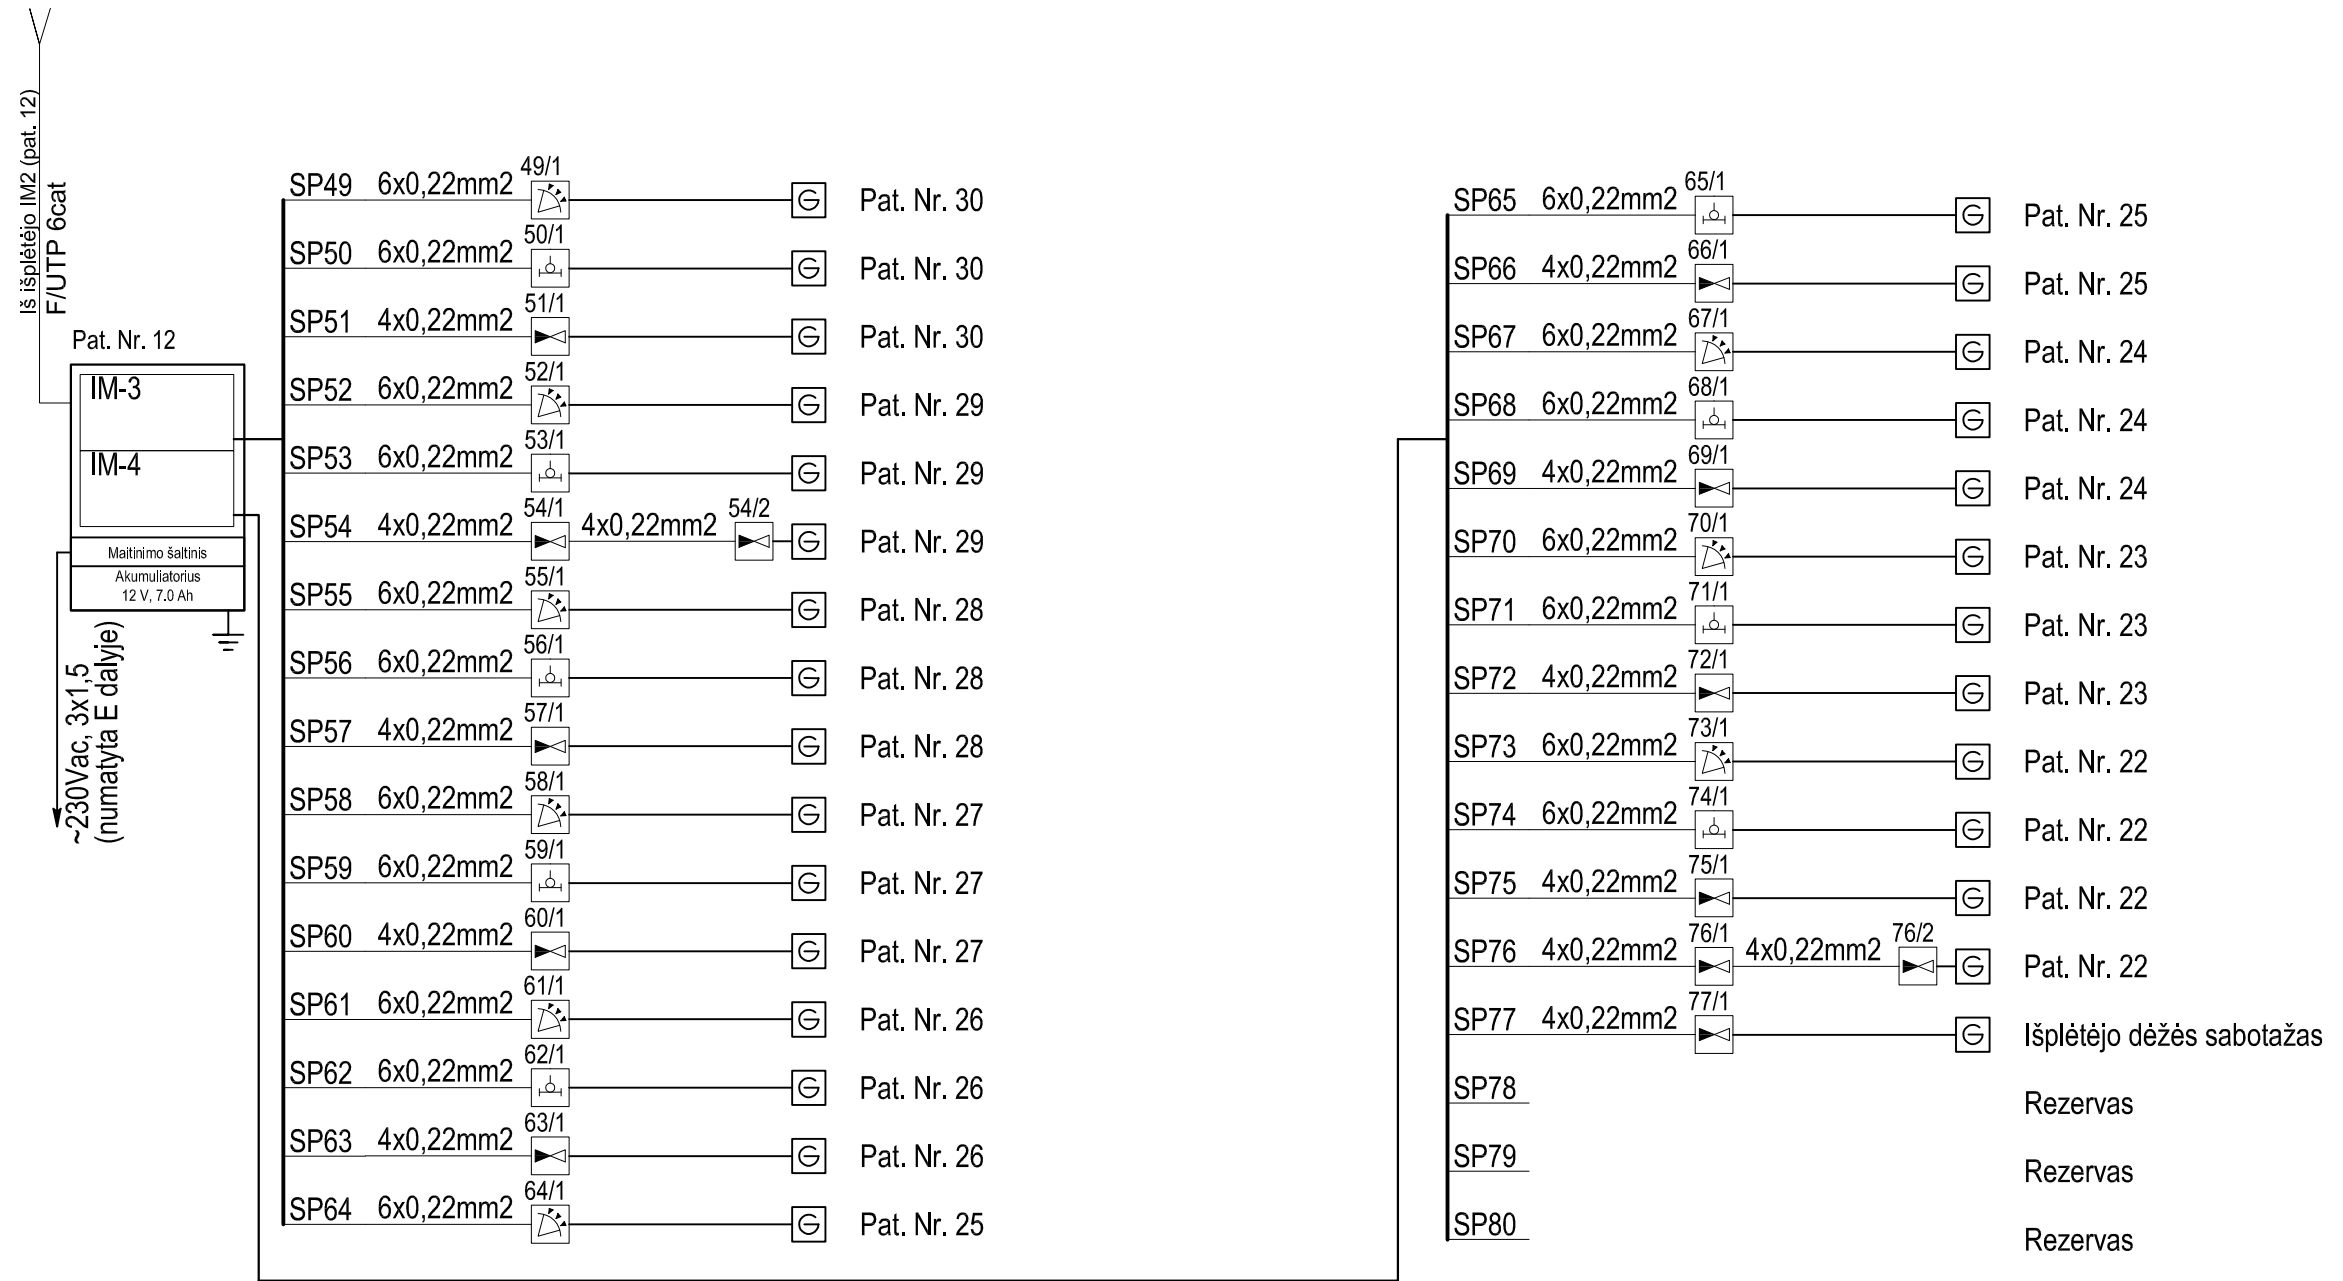 Iš išplėtėjo IM2 (pat. 12)
F/UTP 6cat
Pat. Nr. 12
IM-3
IM-4
Maitinimo šaltinis
Akumuliatorius
12 V, 7.0 Ah
~230Vac, 3x1,5
(numatyta E dalyje)
SP49 6x0,22mm2 49/1 Pat. Nr. 30
SP50 6x0,22mm2 50/1 Pat. Nr. 30
SP51 4x0,22mm2 51/1 Pat. Nr. 30
SP52 6x0,22mm2 52/1 Pat. Nr. 29
SP53 6x0,22mm2 53/1 Pat. Nr. 29
SP54 4x0,22mm2 54/1 4x0,22mm2 54/2 Pat. Nr. 29
SP55 6x0,22mm2 55/1 Pat. Nr. 28
SP56 6x0,22mm2 56/1 Pat. Nr. 28
SP57 4x0,22mm2 57/1 Pat. Nr. 28
SP58 6x0,22mm2 58/1 Pat. Nr. 27
SP59 6x0,22mm2 59/1 Pat. Nr. 27
SP60 4x0,22mm2 60/1 Pat. Nr. 27
SP61 6x0,22mm2 61/1 Pat. Nr. 26
SP62 6x0,22mm2 62/1 Pat. Nr. 26
SP63 4x0,22mm2 63/1 Pat. Nr. 26
SP64 6x0,22mm2 64/1 Pat. Nr. 25
SP65 6x0,22mm2 65/1 Pat. Nr. 25
SP66 4x0,22mm2 66/1 Pat. Nr. 25
SP67 6x0,22mm2 67/1 Pat. Nr. 24
SP68 6x0,22mm2 68/1 Pat. Nr. 24
SP69 4x0,22mm2 69/1 Pat. Nr. 24
SP70 6x0,22mm2 70/1 Pat. Nr. 23
SP71 6x0,22mm2 71/1 Pat. Nr. 23
SP72 4x0,22mm2 72/1 Pat. Nr. 23
SP73 6x0,22mm2 73/1 Pat. Nr. 22
SP74 6x0,22mm2 74/1 Pat. Nr. 22
SP75 4x0,22mm2 75/1 Pat. Nr. 22
SP76 4x0,22mm2 76/1 4x0,22mm2 76/2 Pat. Nr. 22
SP77 4x0,22mm2 77/1 Išplėtėjo dėžės sabotažas
SP78 Rezervas
SP79 Rezervas
SP80 Rezervas